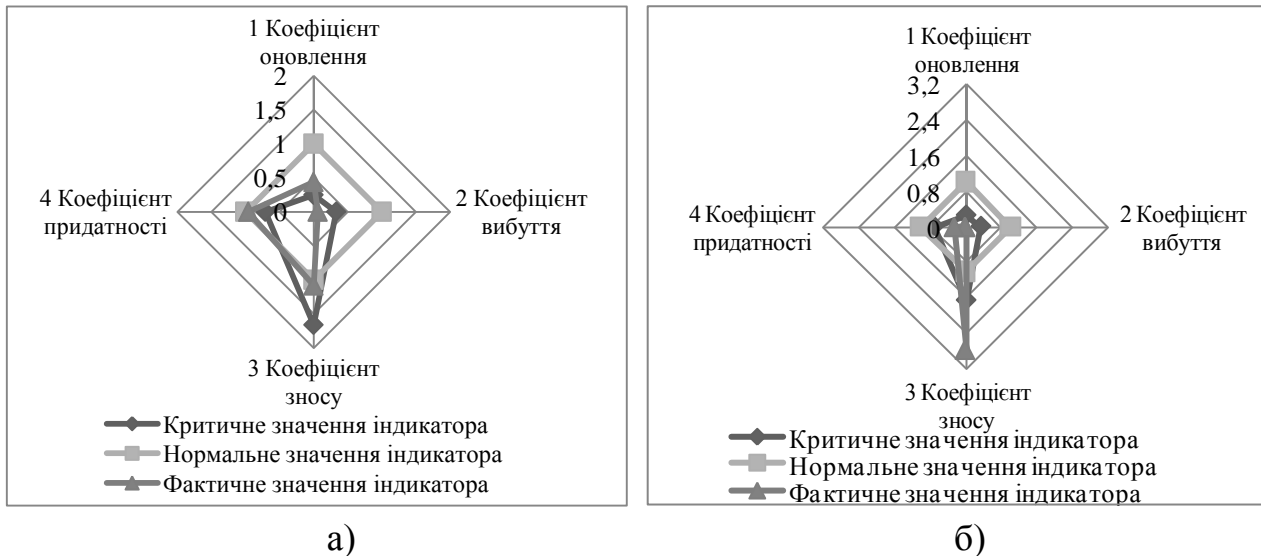 1 Коефіцієнт
оновлення
2
1,5
1
0,5
0
4 Коефіцієнт
придатності
2 Коефіцієнт
вибуття
3 Коефіцієнт
зносу
Критичне значення індикатора
Нормальне значення індикатора
Фактичне значення індикатора
а)
1 Коефіцієнт
оновлення
3,2
2,4
1,6
0,8
0
4 Коефіцієнт
придатності
2 Коефіцієнт
вибуття
3 Коефіцієнт
зносу
Критичне значення індикатора
Нормальне значення індикатора
Фактичне значення індикатора
б)